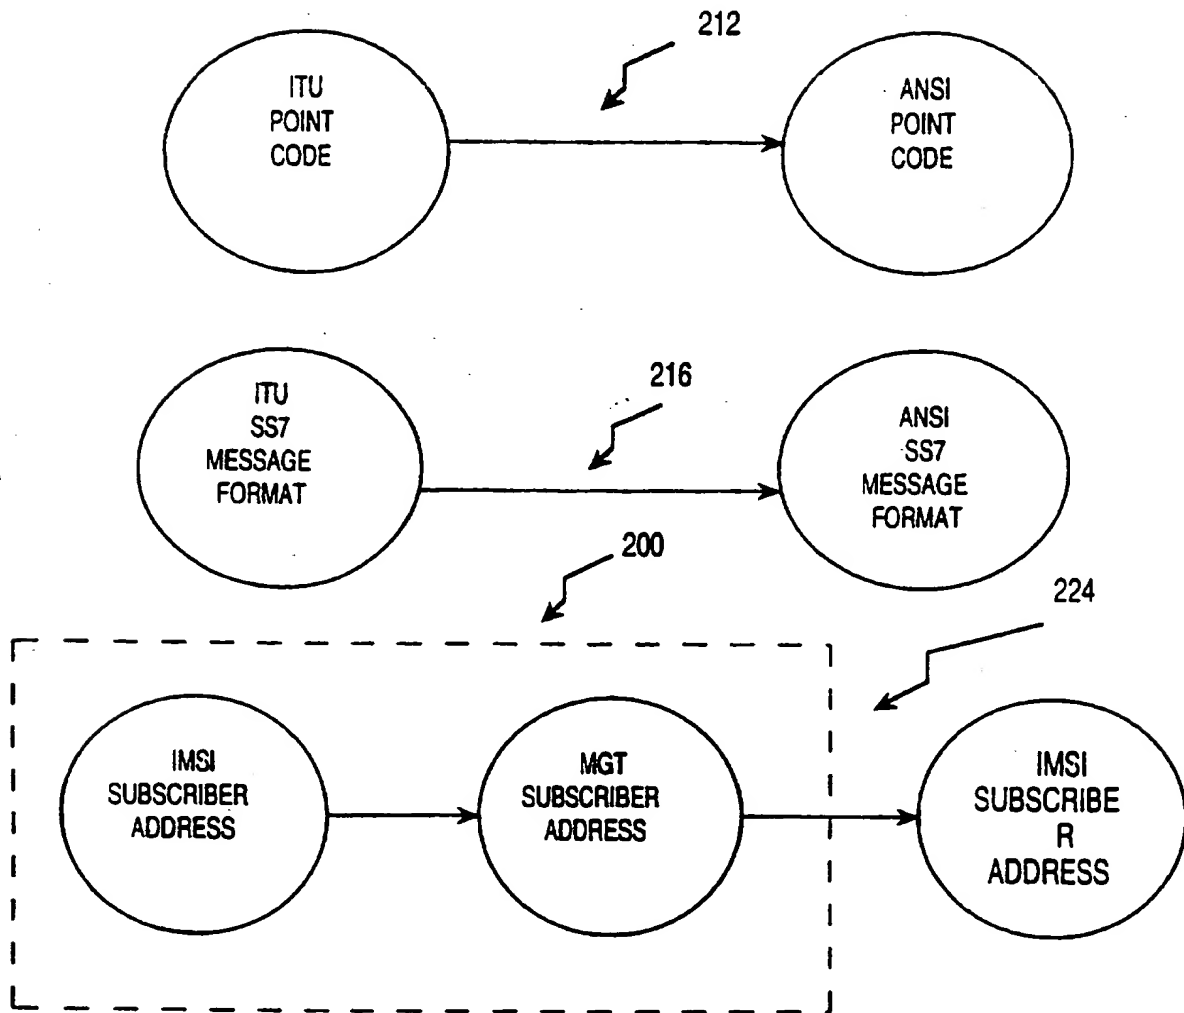 212
ITU
POINT
CODE
ANSI
POINT
CODE
216
ITU
SS7
MESSAGE
FORMAT
ANSI
SS7
MESSAGE
FORMAT
200
224
IMSI
SUBSCRIBER
ADDRESS
MGT
SUBSCRIBER
ADDRESS
IMSI
SUBSCRIBE
R
ADDRESS